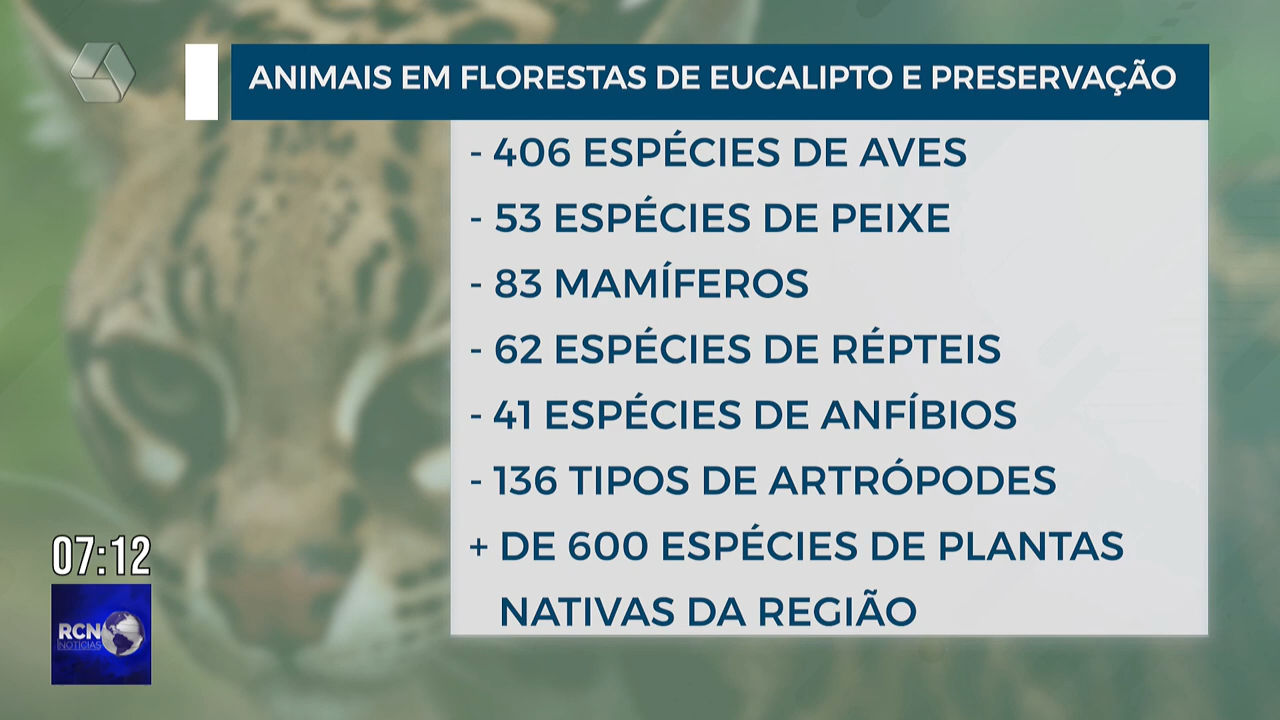 ANIMAIS EM FLORESTAS DE EUCALIPTO E PRESERVAÇÃO
- 406 ESPÉCIES DE AVES
- 53 ESPÉCIES DE PEIXE
- 83 MAMÍFEROS
- 62 ESPÉCIES DE RÉPTEIS
- 41 ESPÉCIES DE ANFÍBIOS
- 136 TIPOS DE ARTRÓPODES
+ DE 600 ESPÉCIES DE PLANTAS
NATIVAS DA REGIÃO
07:12
RCN
NOTÍCIAS